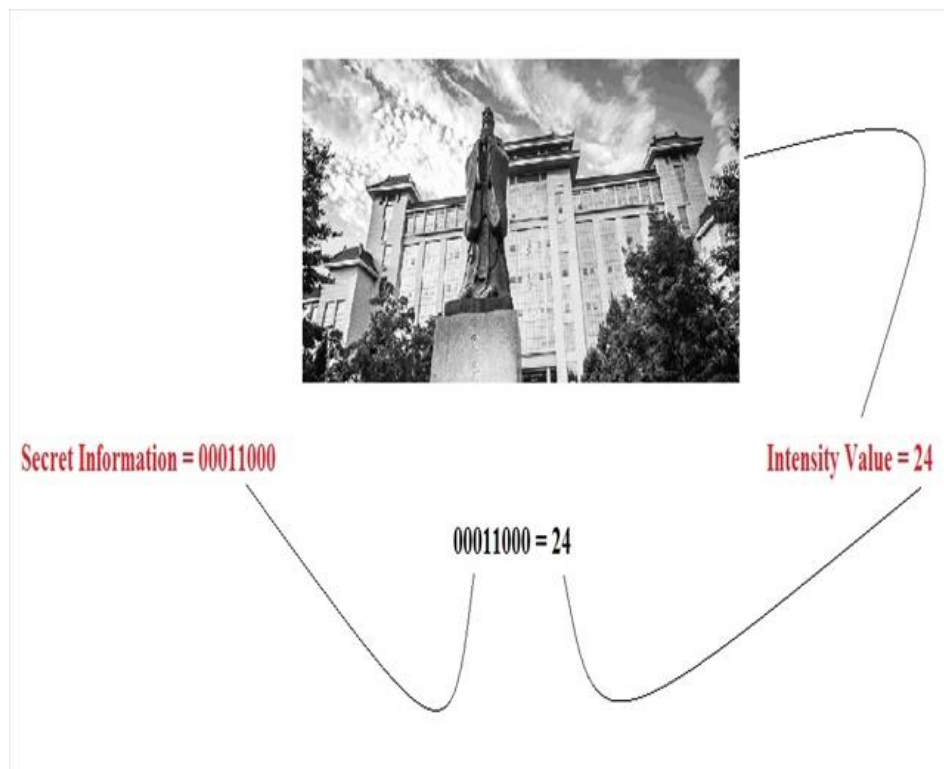 Secret Information = 00011000
Intensity Value = 24
00011000 = 24